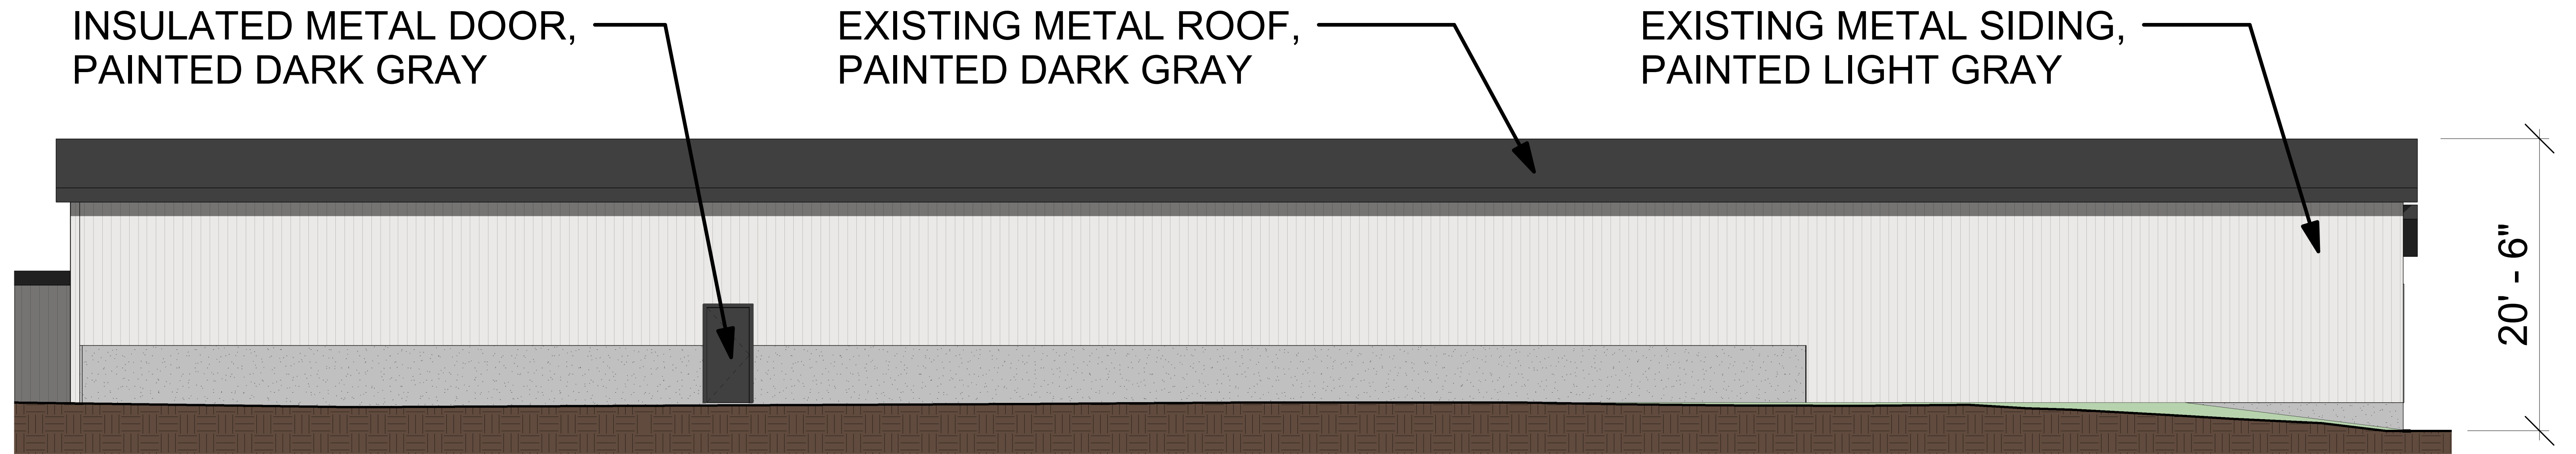 INSULATED METAL DOOR,
PAINTED DARK GRAY
EXISTING METAL ROOF,
PAINTED DARK GRAY
EXISTING METAL SIDING,
PAINTED LIGHT GRAY
20' - 6"